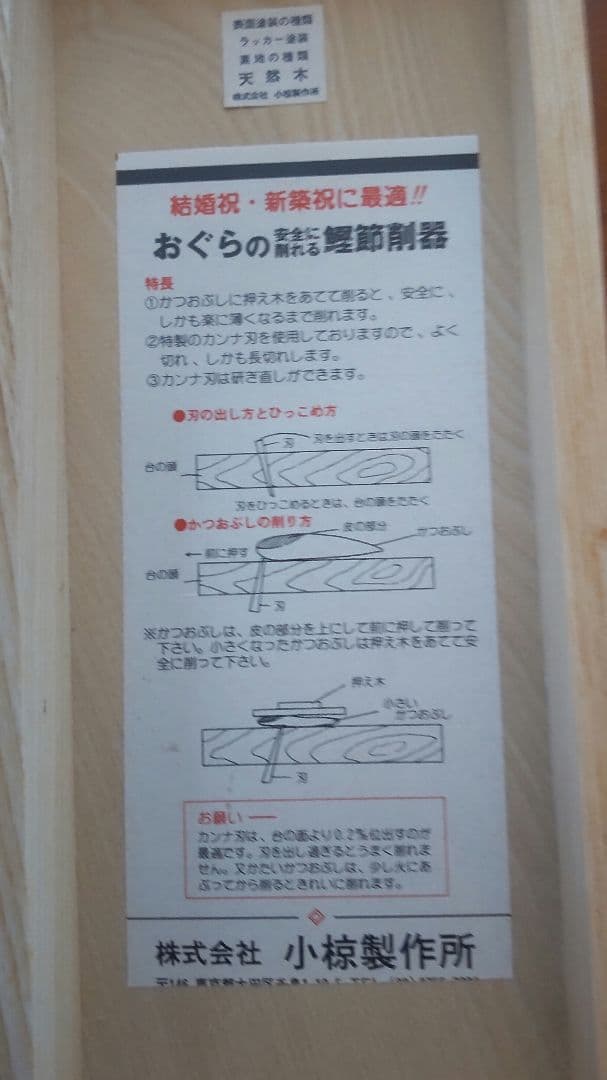 表面塗装の種類
ラッカー塗装
素地の種類
天然木
株式会社 小椋製作所
結婚祝・新築祝に最適!!
おぐらの安全に削れる鰹節削器
特長
①かつおぶしに押え木をあてて削ると、安全に、
しかも楽に薄くなるまで削れます。
②特製のカンナ刃を使用しておりますので、よく
切れ、しかも長切れします。
③カンナ刃は研ぎ直しができます。
●刃の出し方とひっこめ方
刃
刃を出すときは刃の頭をたたく
台の頭
刃をひっこめるときは、台の頭をたたく
●かつおぶしの削り方
皮の部分
かつおぶし
前に押す
台の頭
刃
※かつおぶしは、皮の部分を上にして前に押して削って
下さい。小さくなったかつおぶしは押え木をあてて安
全に削って下さい。
押え木
小さい
かつおぶし
刃
お願い
カンナ刃は、台の面より0.2㍉位出すのが
最適です。刃を出し過ぎるとうまく削れま
せん。又かたいかつおぶしは、少し火にあ
ぶってから削るときれいに削れます。
株式会社 小椋製作所
〒146 東京都大田区